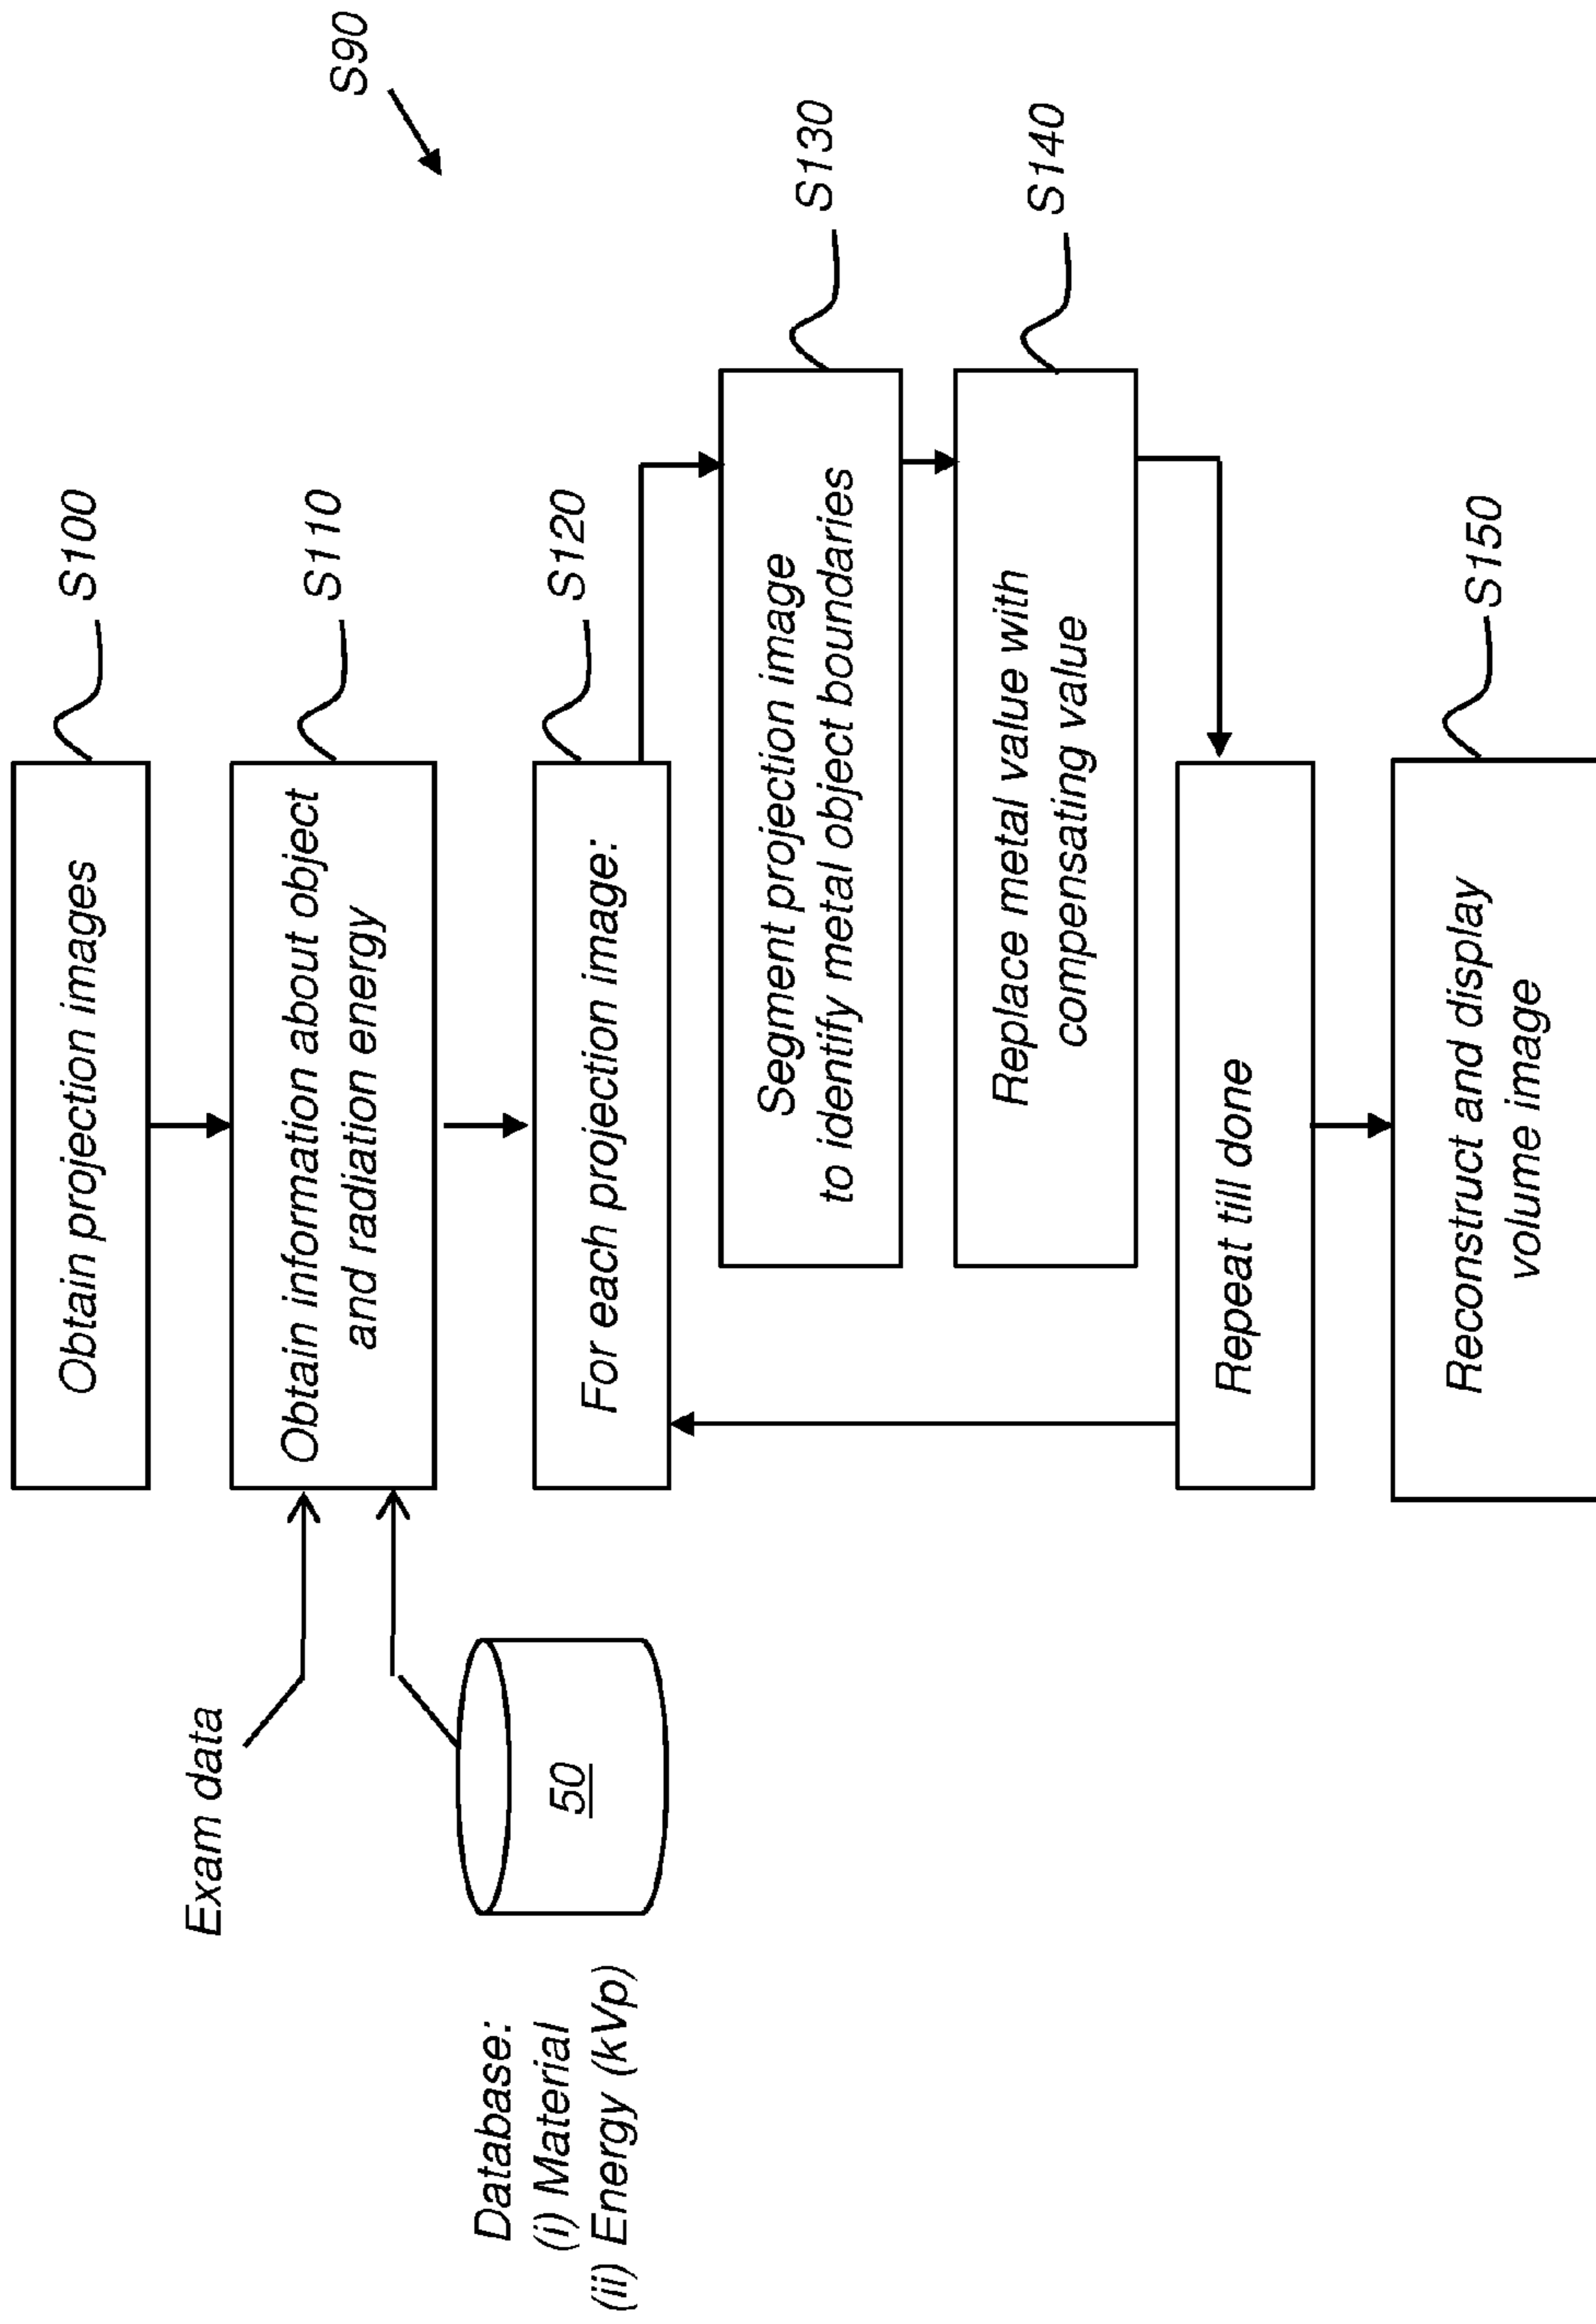 S90
Obtain projection images
S100
Exam data
Obtain information about object
and radiation energy
S110
Database:
(i) Material
(ii) Energy (kVp)
50
For each projection image:
S120
Segment projection image
to identify metal object boundaries
S130
Replace metal value with
compensating value
S140
Repeat till done
Reconstruct and display
volume image
S150